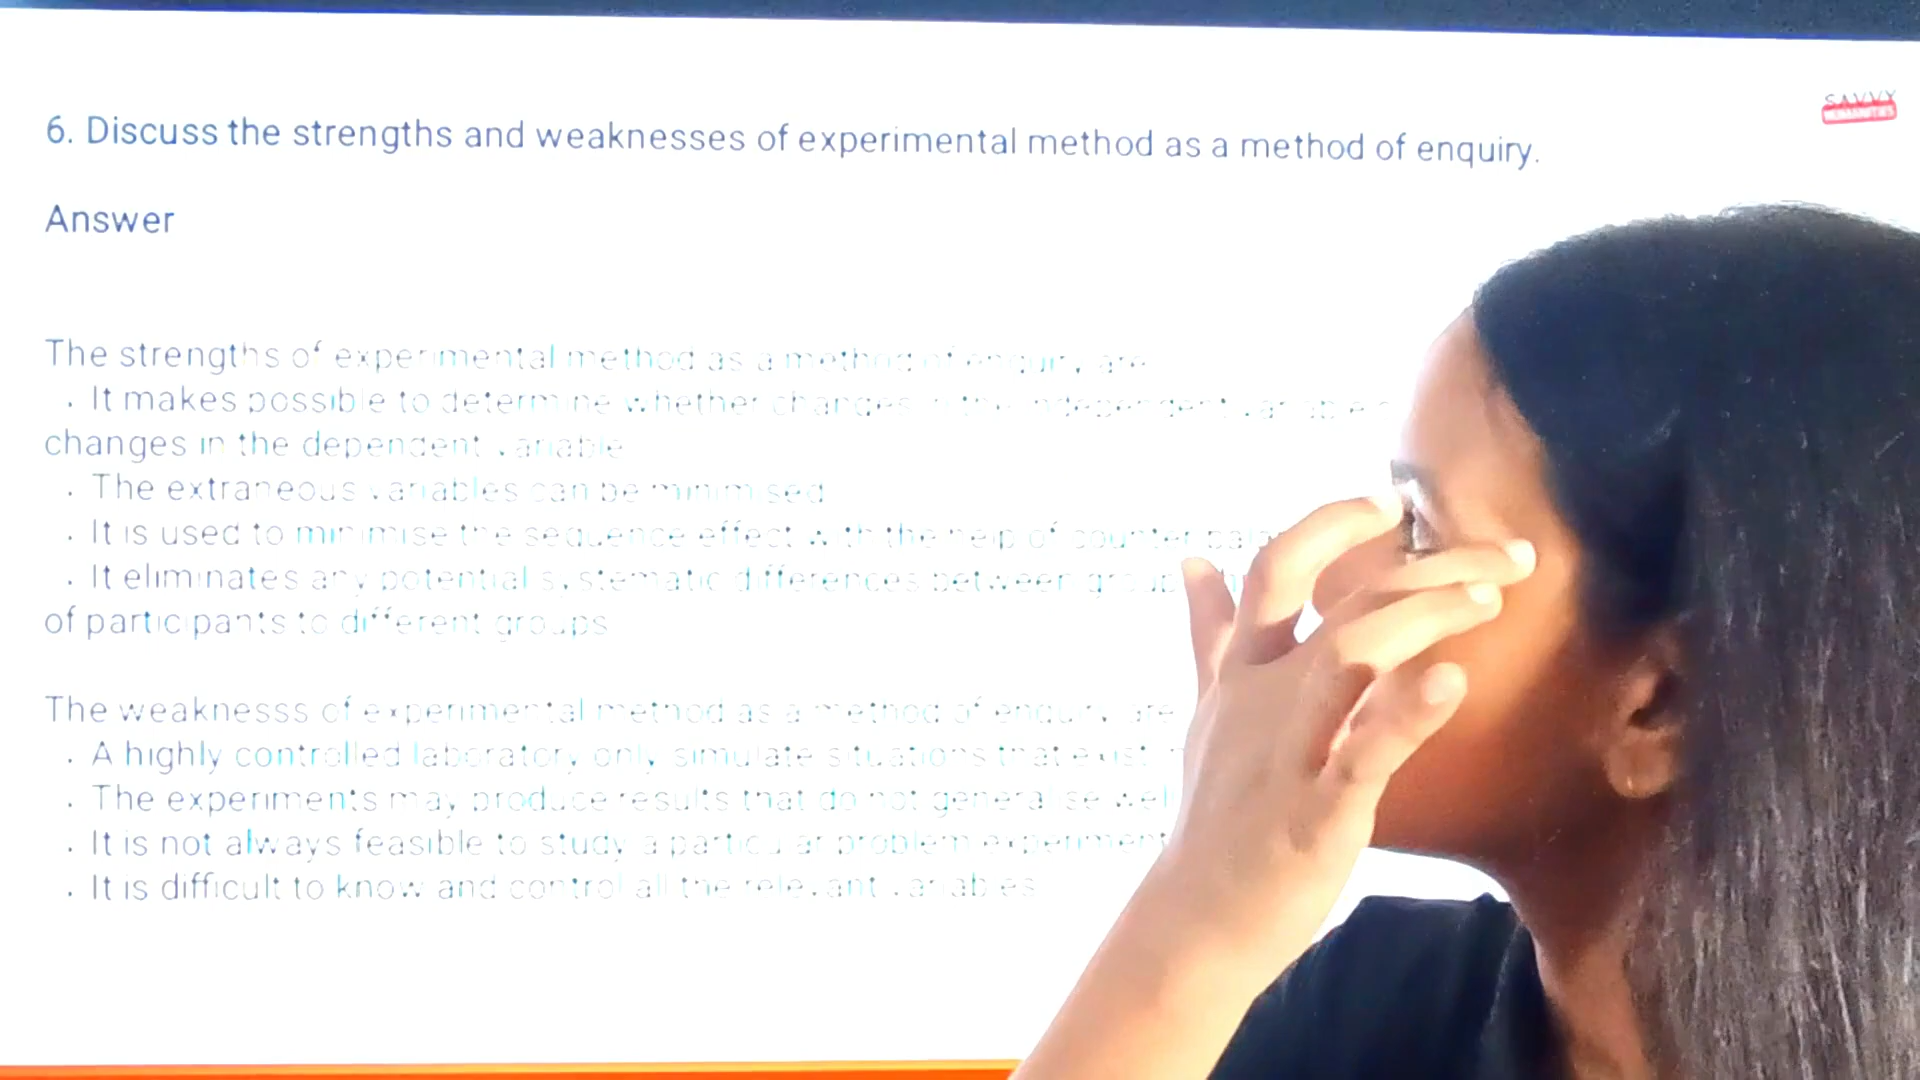 SAVVY
HUMANITIES
6. Discuss the strengths and weaknesses of experimental method as a method of enquiry.
Answer
The strengths of experimental method as a method of enquiry are
. It makes possible to determine whether changes in the independent variable
changes in the dependent variable
. The extraneous variables can be minimised
. It is used to minimise the sequence effect with the help of counter
. It eliminates any potential systematic differences between
of participants to different groups
The weaknesss of experimental method as a method of enquiry are
. A highly controlled laboratory only simulate situations that exist
. The experiments may produce results that do not generalise well
. It is not always feasible to study a particular problem
. It is difficult to know and control all the relevant variables